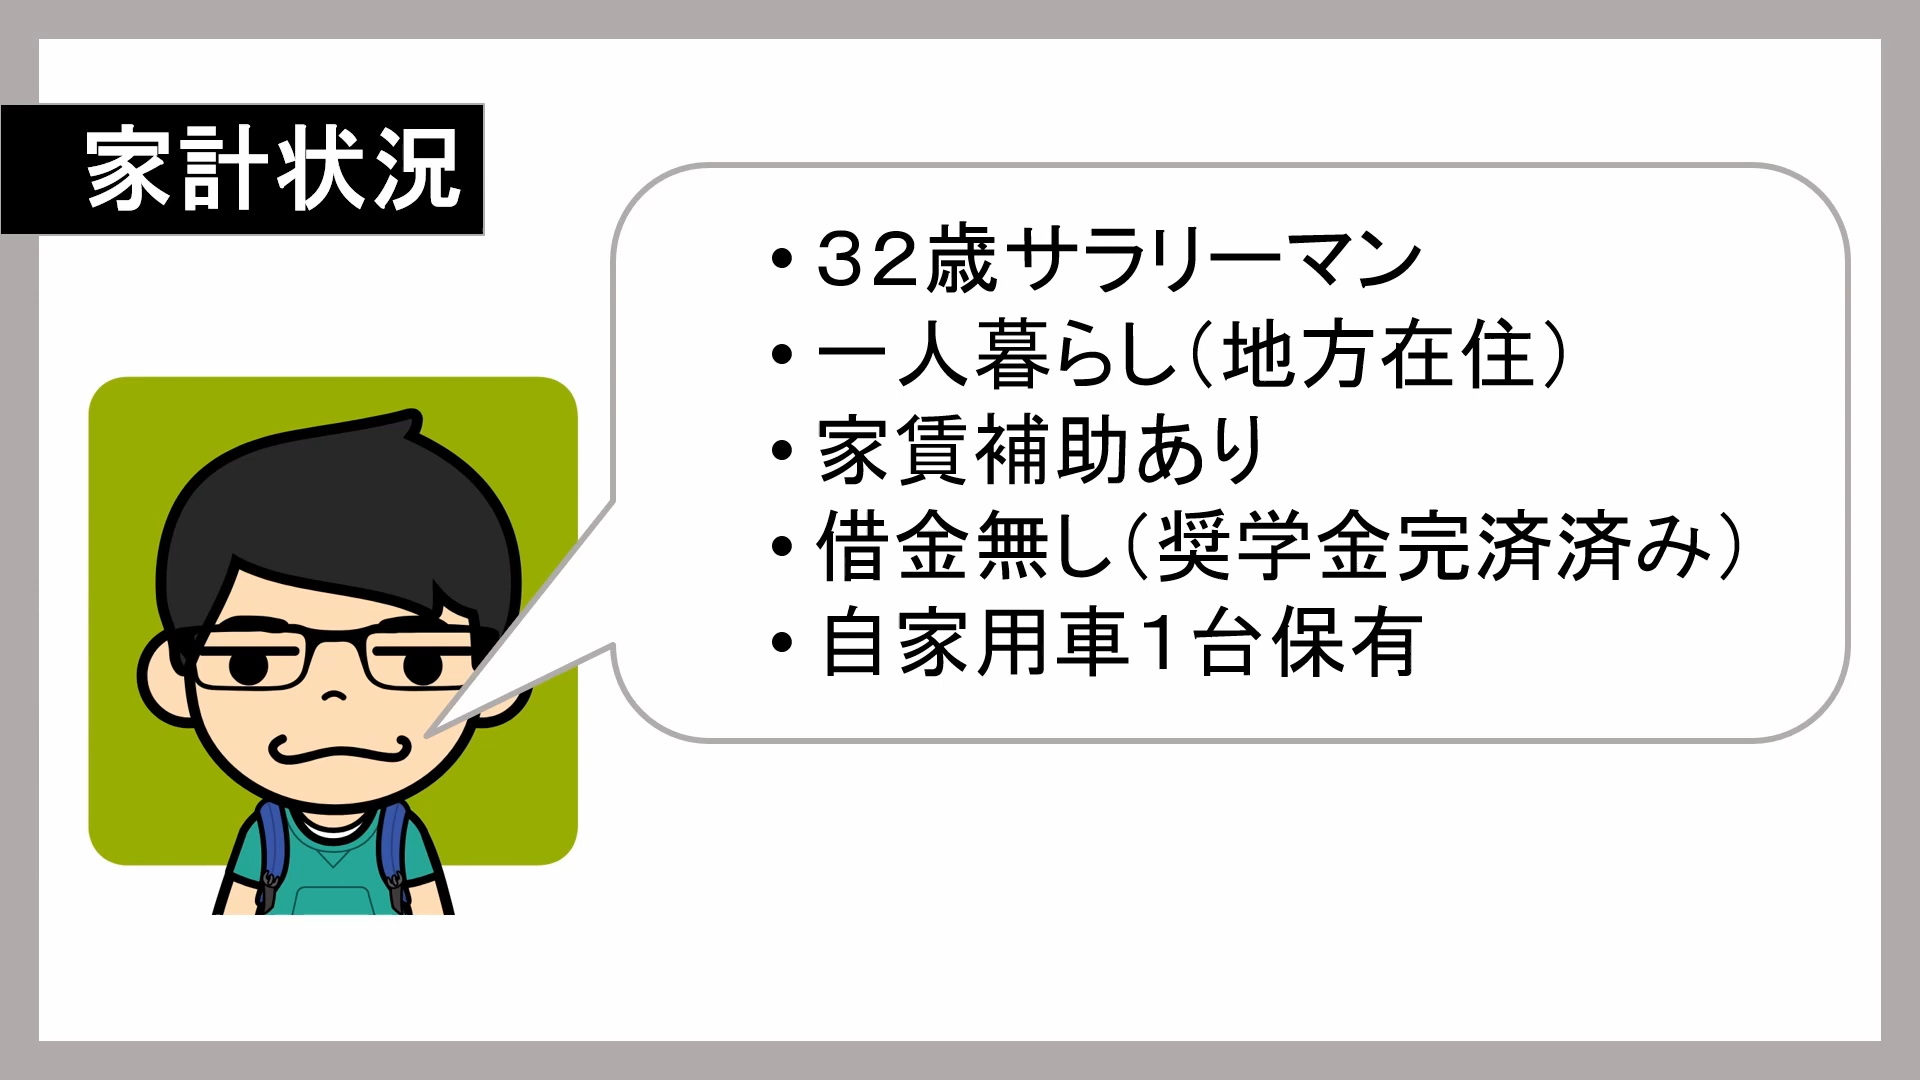 家計状況
・３２歳サラリーマン
・一人暮らし（地方在住）
・家賃補助あり
・借金無し（奨学金完済済み）
・自家用車１台保有